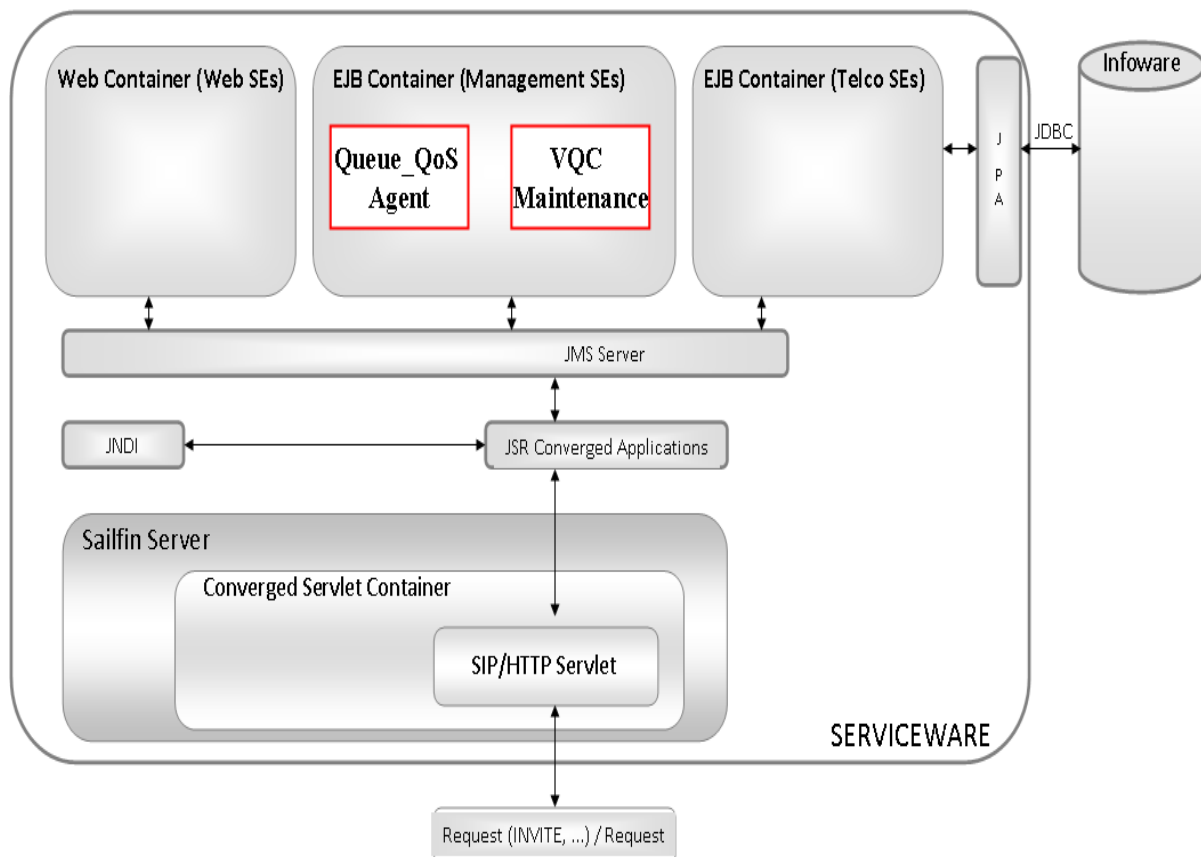 Web Container (Web SEs)
EJB Container (Management SEs)
EJB Container (Telco SEs)
Queue_QoS
Agent
VQC
Maintenance
J
P
A
JDBC
Infoware
JMS Server
JNDI
JSR Converged Applications
Sailfin Server
Converged Servlet Container
SIP/HTTP Servlet
SERVICEWARE
Request (INVITE, ...) / Request